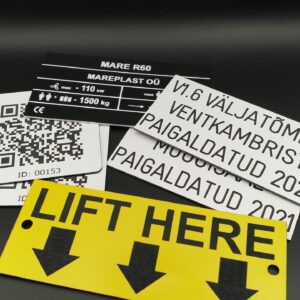 MARE R60
MAREPLAST OÜ
max - 110 cm
- 1500 kg
CE
V1.6 VÄLJATÕM
VENTKAMBRIS
PAIGALDATUD 202
PAIGALDATUD 2021
ID: 00153
LIFT HERE